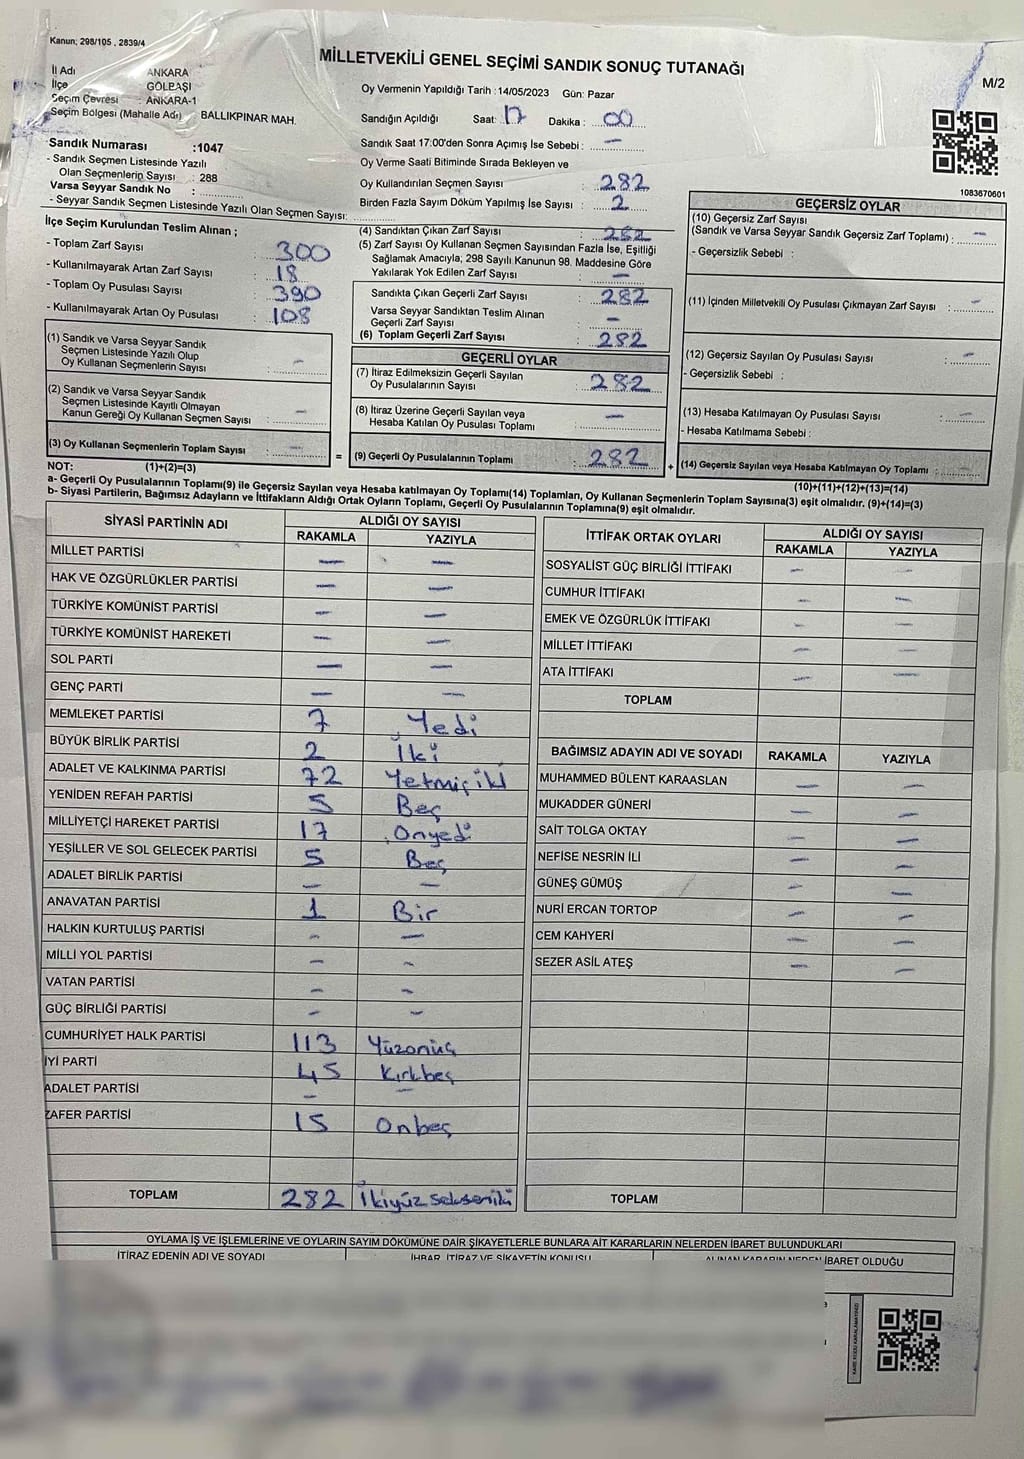 Kanun; 298/105 , 2839/4
MİLLETVEKİLİ GENEL SEÇİMİ SANDIK SONUÇ TUTANAĞI
M/2
İl Adı ANKARA
İlçe GÖLBAŞI
Seçim Çevresi : ANKARA-1
Seçim Bölgesi (Mahalle Adı) BALLIKPINAR MAH.
Oy Vermenin Yapıldığı Tarih : 14/05/2023 Gün: Pazar
Sandığın Açıldığı Saat: 17 Dakika : 00
Sandık Saat 17:00'den Sonra Açımış İse Sebebi : —
Oy Verme Saati Bitiminde Sırada Bekleyen ve
Oy Kullandırılan Seçmen Sayısı : 282
Birden Fazla Sayım Döküm Yapılmış İse Sayısı : 2
Sandık Numarası :1047
- Sandık Seçmen Listesinde Yazılı
Olan Seçmenlerin Sayısı : 288
Varsa Seyyar Sandık No :
- Seyyar Sandık Seçmen Listesinde Yazılı Olan Seçmen Sayısı:
1083670601
İlçe Seçim Kurulundan Teslim Alınan ;
- Toplam Zarf Sayısı : 300
- Kullanılmayarak Artan Zarf Sayısı : 18
- Toplam Oy Pusulası Sayısı : 390
- Kullanılmayarak Artan Oy Pusulası : 108
(1) Sandık ve Varsa Seyyar Sandık
Seçmen Listesinde Yazılı Olup
Oy Kullanan Seçmenlerin Sayısı : —
(2) Sandık ve Varsa Seyyar Sandık
Seçmen Listesinde Kayıtlı Olmayan
Kanun Gereği Oy Kullanan Seçmen Sayısı : —
(3) Oy Kullanan Seçmenlerin Toplam Sayısı : —
(1)+(2)=(3)
(4) Sandıktan Çıkan Zarf Sayısı : 282
(5) Zarf Sayısı Oy Kullanan Seçmen Sayısından Fazla İse, Eşitliği
Sağlamak Amacıyla, 298 Sayılı Kanunun 98. Maddesine Göre
Yakılarak Yok Edilen Zarf Sayısı : —
Sandıkta Çıkan Geçerli Zarf Sayısı : 282
Varsa Seyyar Sandıktan Teslim Alınan
Geçerli Zarf Sayısı : —
(6) Toplam Geçerli Zarf Sayısı : 282
GEÇERLİ OYLAR
(7) İtiraz Edilmeksizin Geçerli Sayılan
Oy Pusulalarının Sayısı : 282
(8) İtiraz Üzerine Geçerli Sayılan veya
Hesaba Katılan Oy Pusulası Toplamı : —
= (9) Geçerli Oy Pusulalarının Toplamı : 282
GEÇERSİZ OYLAR
(10) Geçersiz Zarf Sayısı
(Sandık ve Varsa Seyyar Sandık Geçersiz Zarf Toplamı) : —
- Geçersizlik Sebebi :
(11) İçinden Milletvekili Oy Pusulası Çıkmayan Zarf Sayısı : —
(12) Geçersiz Sayılan Oy Pusulası Sayısı : —
- Geçersizlik Sebebi :
(13) Hesaba Katılmayan Oy Pusulası Sayısı : —
- Hesaba Katılmama Sebebi :
+ (14) Geçersiz Sayılan veya Hesaba Katılmayan Oy Toplamı : —
(10)+(11)+(12)+(13)=(14)
NOT:
a- Geçerli Oy Pusulalarının Toplamı(9) ile Geçersiz Sayılan veya Hesaba katılmayan Oy Toplamı(14) Toplamları, Oy Kullanan Seçmenlerin Toplam Sayısına(3) eşit olmalıdır. (9)+(14)=(3)
b- Siyasi Partilerin, Bağımsız Adayların ve İttifakların Aldığı Ortak Oyların Toplamı, Geçerli Oy Pusulalarının Toplamına(9) eşit olmalıdır.
SİYASİ PARTİNİN ADI ALDIĞI OY SAYISI
RAKAMLA YAZIYLA
MİLLET PARTİSİ — —
HAK VE ÖZGÜRLÜKLER PARTİSİ — —
TÜRKİYE KOMÜNİST PARTİSİ — —
TÜRKİYE KOMÜNİST HAREKETİ — —
SOL PARTİ — —
GENÇ PARTİ — —
MEMLEKET PARTİSİ 7 Yedi
BÜYÜK BİRLİK PARTİSİ 2 İki
ADALET VE KALKINMA PARTİSİ 72 Yetmişiki
YENİDEN REFAH PARTİSİ 5 Beş
MİLLİYETÇİ HAREKET PARTİSİ 17 Onyedi
YEŞİLLER VE SOL GELECEK PARTİSİ 5 Beş
ADALET BİRLİK PARTİSİ — —
ANAVATAN PARTİSİ 1 Bir
HALKIN KURTULUŞ PARTİSİ — —
MİLLİ YOL PARTİSİ — —
VATAN PARTİSİ — —
GÜÇ BİRLİĞİ PARTİSİ — —
CUMHURİYET HALK PARTİSİ 113 Yüzonüç
İYİ PARTİ 45 Kırkbeş
ADALET PARTİSİ — —
ZAFER PARTİSİ 15 Onbeş
TOPLAM 282 İkiyüz seksen iki
İTTİFAK ORTAK OYLARI ALDIĞI OY SAYISI
RAKAMLA YAZIYLA
SOSYALİST GÜÇ BİRLİĞİ İTTİFAKI — —
CUMHUR İTTİFAKI — —
EMEK VE ÖZGÜRLÜK İTTİFAKI — —
MİLLET İTTİFAKI — —
ATA İTTİFAKI — —
TOPLAM
BAĞIMSIZ ADAYIN ADI VE SOYADI RAKAMLA YAZIYLA
MUHAMMED BÜLENT KARAASLAN — —
MUKADDER GÜNERİ — —
SAİT TOLGA OKTAY — —
NEFİSE NESRİN İLİ — —
GÜNEŞ GÜMÜŞ — —
NURİ ERCAN TORTOP — —
CEM KAHYERİ — —
SEZER ASİL ATEŞ — —
TOPLAM
OYLAMA İŞ VE İŞLEMLERİNE VE OYLARIN SAYIM DÖKÜMÜNE DAİR ŞİKAYETLERLE BUNLARA AİT KARARLARIN NELERDEN İBARET BULUNDUKLARI
İTİRAZ EDENİN ADI VE SOYADI İHBAR, İTİRAZ VE ŞİKAYETİN KONUSU ALINAN KARARIN NEDEN İBARET OLDUĞU